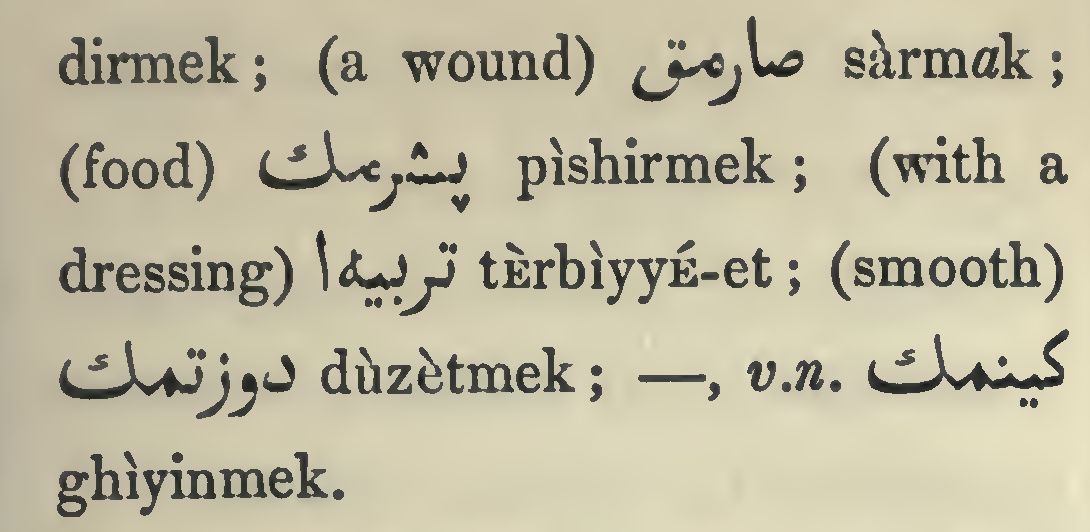 dirmek ; (a wound) صارمق sàrmak ;
(food) پشرمك pìshirmek ; (with a
dressing) تربيه‌ا tÈrbìyyÉ-et ; (smooth)
دوزتمك dùzètmek ; —, v.n. كينمك
ghìyinmek.